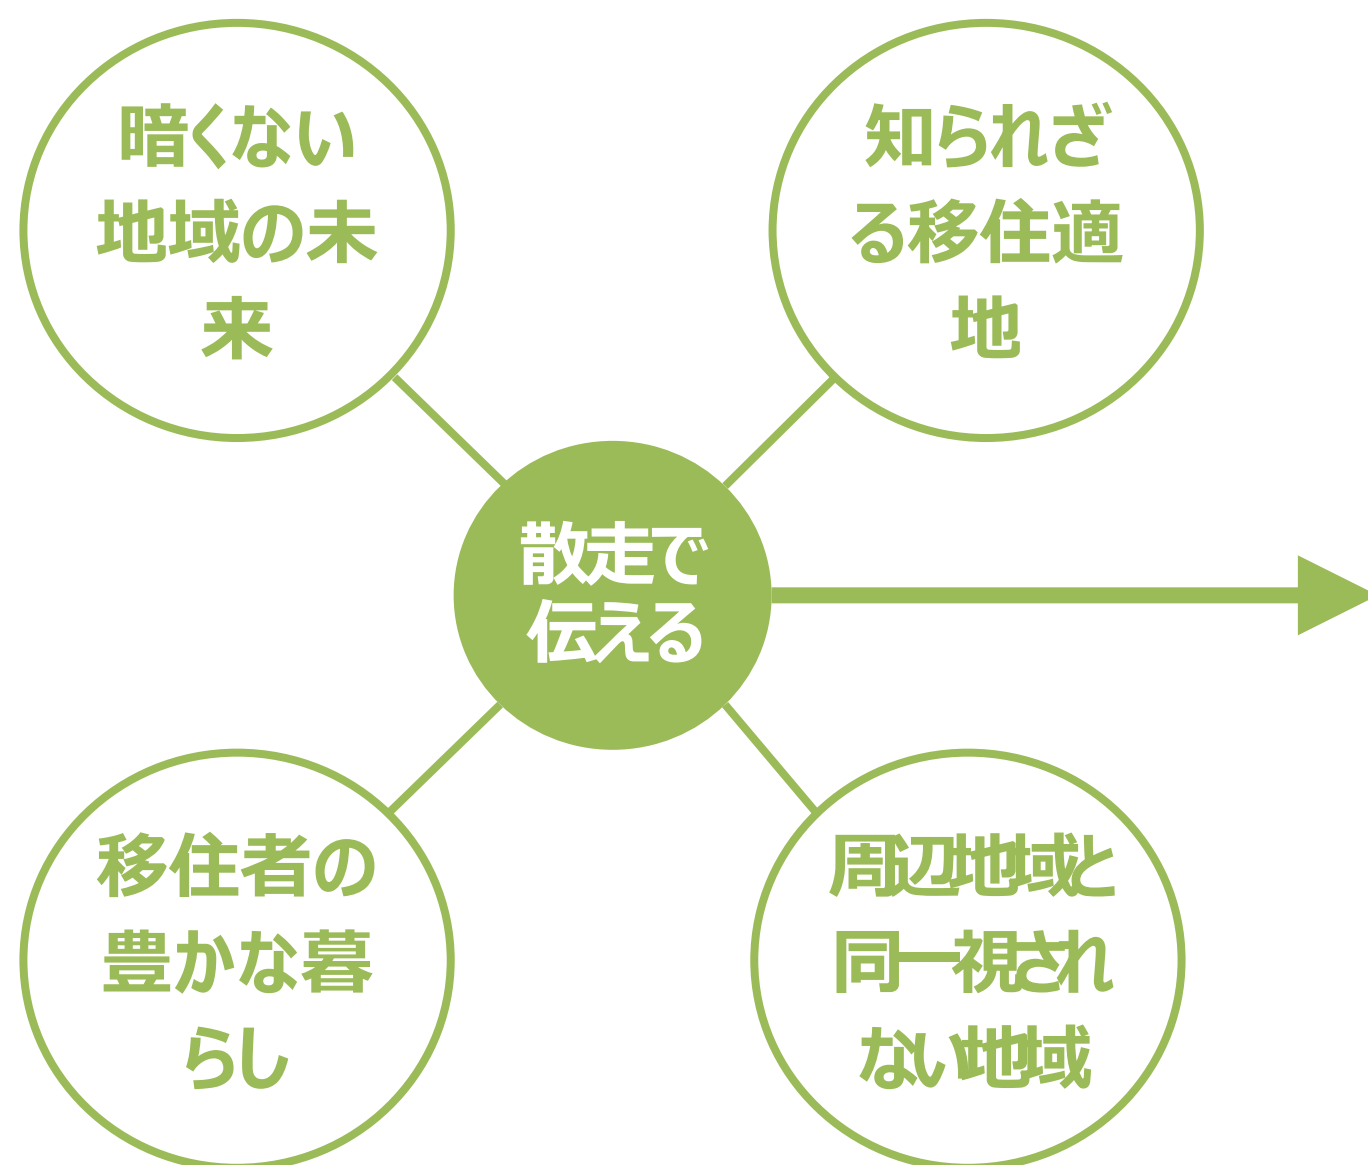 暗くない
地域の未
来
知られざ
る移住適
地
散走で
伝える
移住者の
豊かな暮
らし
周辺地域と
同一視され
ない地域